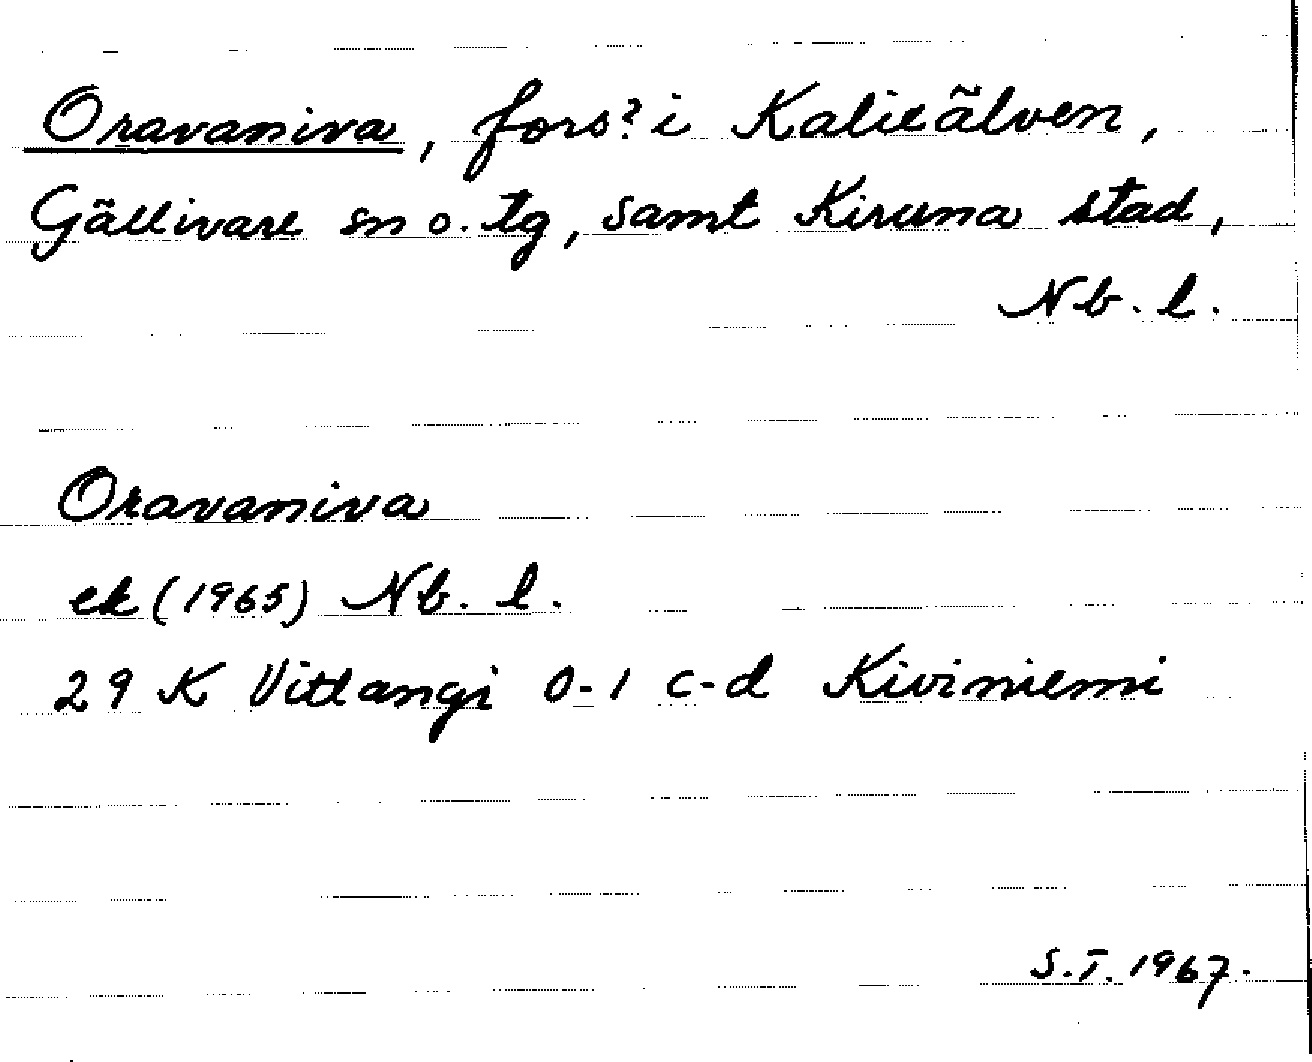 Oravaniva, fors? i Kalixälven,
Gällivare sn o. tg, samt Kiruna stad,
Nb. l.
Oravaniva
ek (1965) Nb. l.
29 K Vittangi 0-1 c-d Kiviniemi
S.T. 1967.